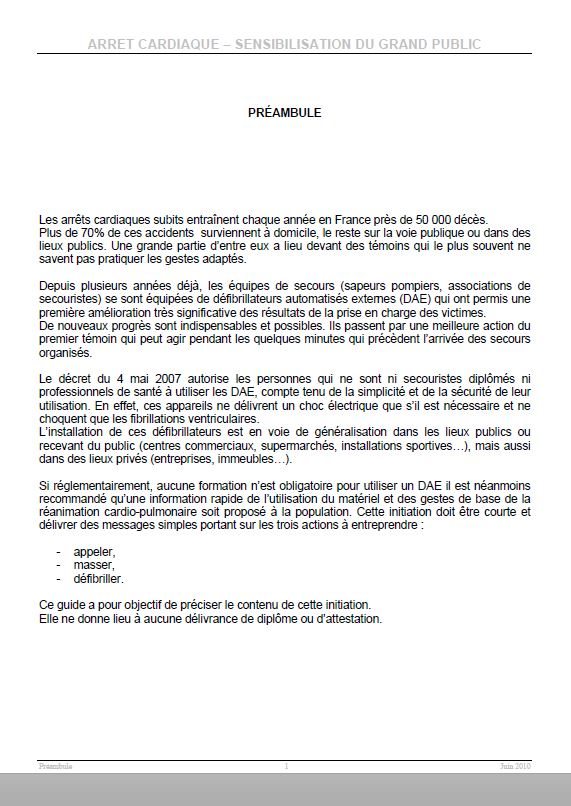 ARRET CARDIAQUE – SENSIBILISATION DU GRAND PUBLIC
PRÉAMBULE
Les arrêts cardiaques subits entraînent chaque année en France près de 50 000 décès.
Plus de 70% de ces accidents surviennent à domicile, le reste sur la voie publique ou dans des
lieux publics. Une grande partie d'entre eux a lieu devant des témoins qui le plus souvent ne
savent pas pratiquer les gestes adaptés.
Depuis plusieurs années déjà, les équipes de secours (sapeurs pompiers, associations de
secouristes) se sont équipées de défibrillateurs automatisés externes (DAE) qui ont permis une
première amélioration très significative des résultats de la prise en charge des victimes.
De nouveaux progrès sont indispensables et possibles. Ils passent par une meilleure action du
premier témoin qui peut agir pendant les quelques minutes qui précèdent l'arrivée des secours
organisés.
Le décret du 4 mai 2007 autorise les personnes qui ne sont ni secouristes diplômés ni
professionnels de santé à utiliser les DAE, compte tenu de la simplicité et de la sécurité de leur
utilisation. En effet, ces appareils ne délivrent un choc électrique que s'il est nécessaire et ne
choquent que les fibrillations ventriculaires.
L'installation de ces défibrillateurs est en voie de généralisation dans les lieux publics ou
recevant du public (centres commerciaux, supermarchés, installations sportives…), mais aussi
dans des lieux privés (entreprises, immeubles…).
Si réglementairement, aucune formation n'est obligatoire pour utiliser un DAE il est néanmoins
recommandé qu'une information rapide de l'utilisation du matériel et des gestes de base de la
réanimation cardio-pulmonaire soit proposé à la population. Cette initiation doit être courte et
délivrer des messages simples portant sur les trois actions à entreprendre :
- appeler,
- masser,
- défibriller.
Ce guide a pour objectif de préciser le contenu de cette initiation.
Elle ne donne lieu à aucune délivrance de diplôme ou d'attestation.
Préambule 1 Juin 2010